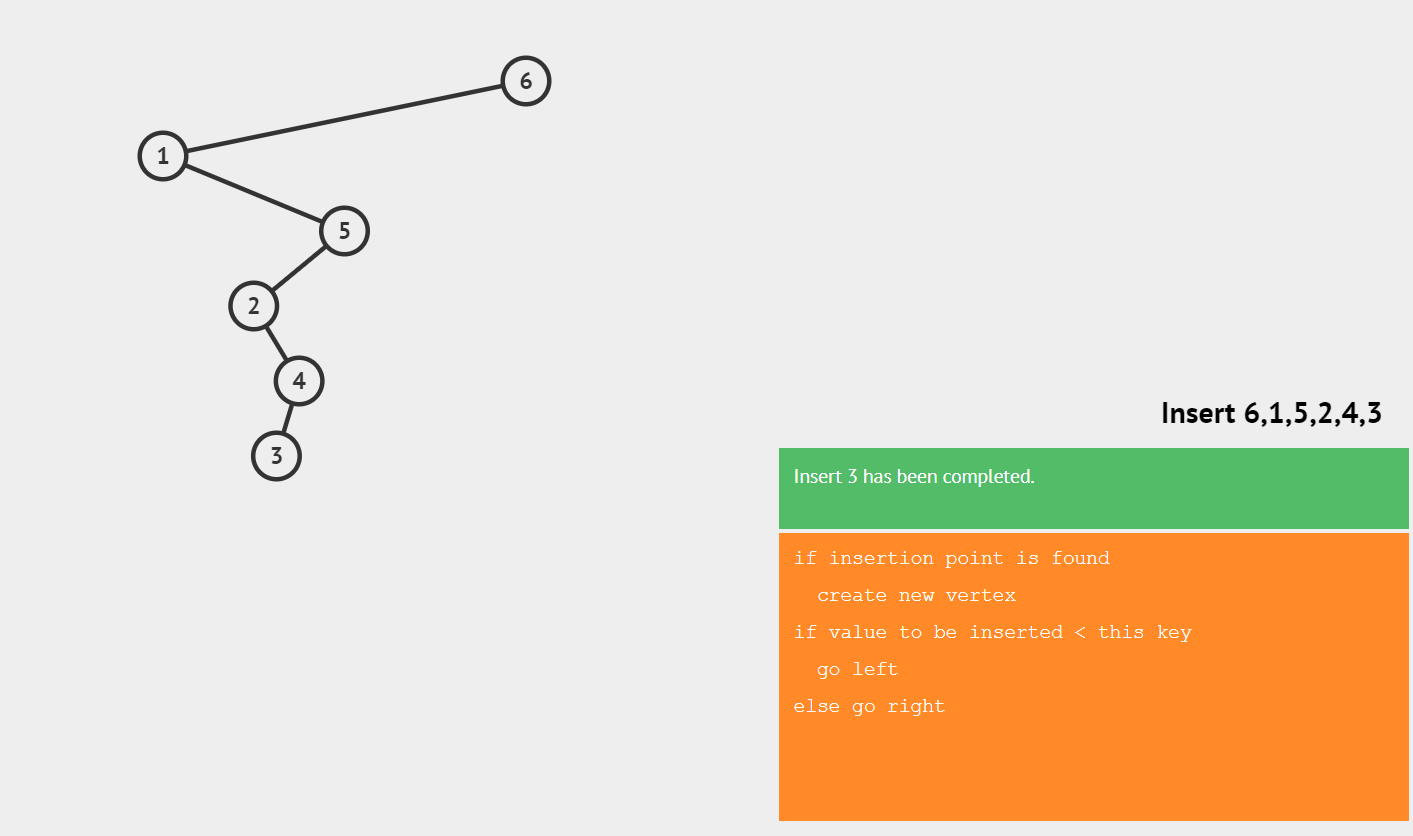 6
1
5
2
4
3
Insert 6,1,5,2,4,3
Insert 3 has been completed.
if insertion point is found
create new vertex
if value to be inserted < this key
go left
else go right